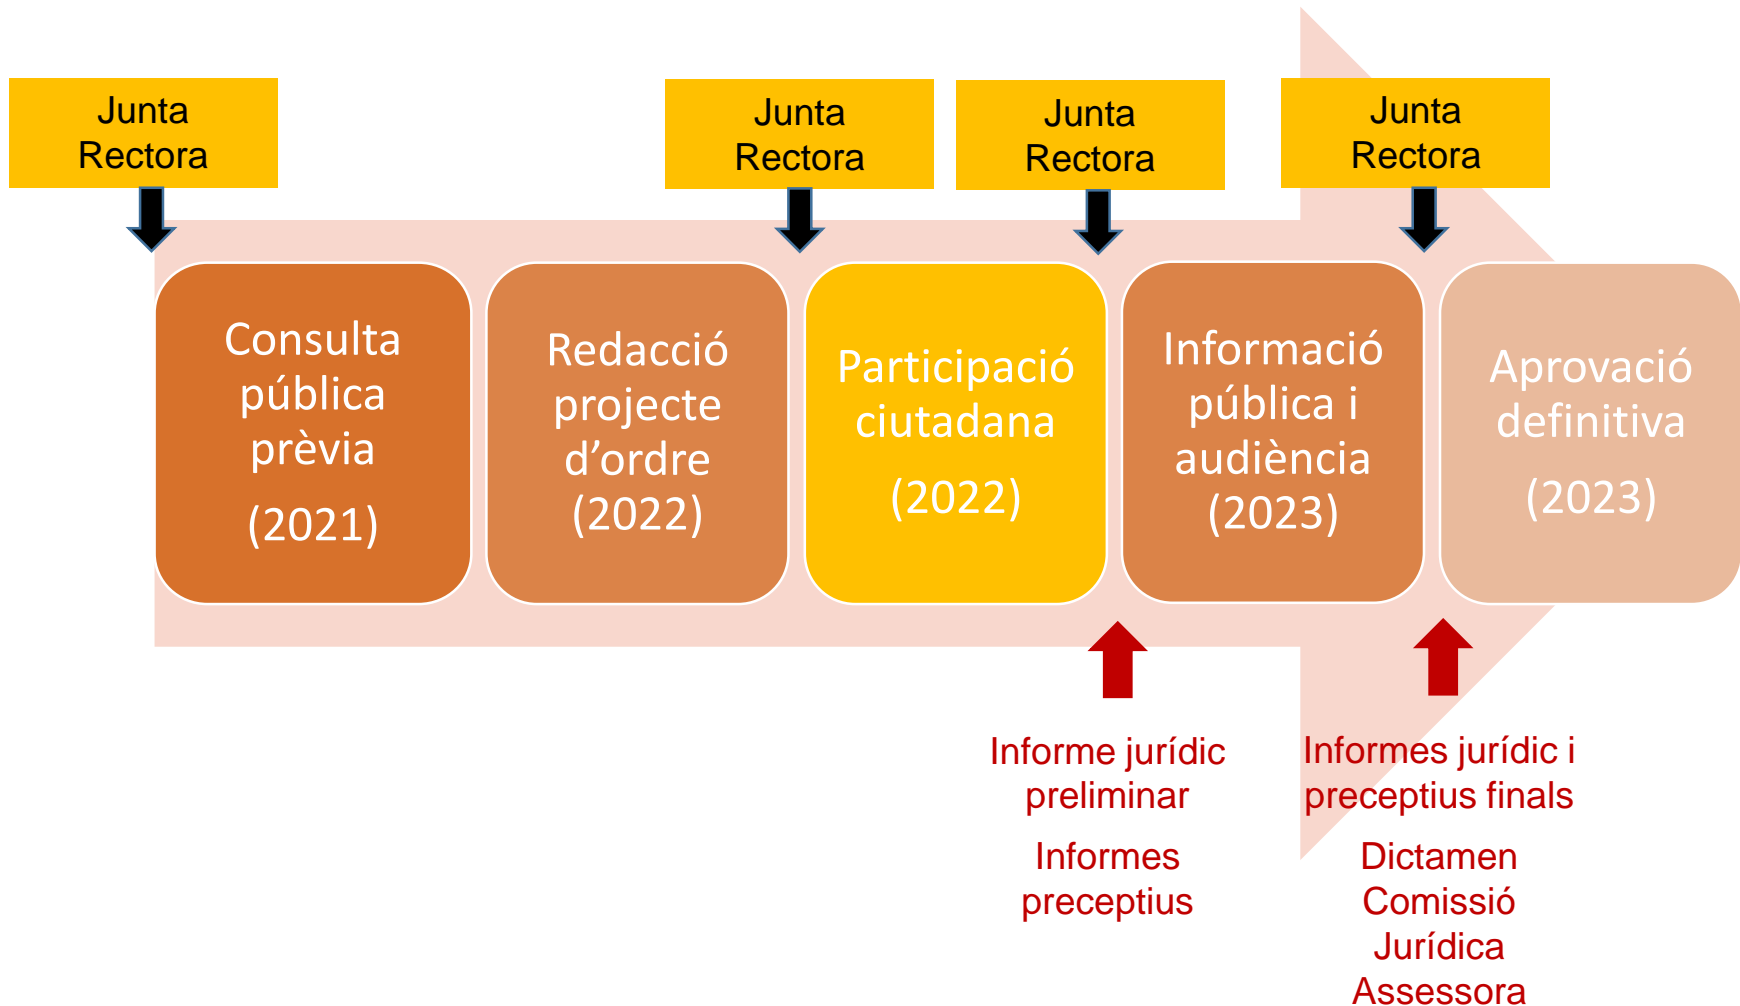 Junta
Rectora
Junta
Rectora
Junta
Rectora
Junta
Rectora
Consulta
pública
prèvia
(2021)
Redacció
projecte
d’ordre
(2022)
Participació
ciutadana
(2022)
Informació
pública i
audiència
(2023)
Aprovació
definitiva
(2023)
Informe jurídic
preliminar
Informes
preceptius
Informes jurídic i
preceptius finals
Dictamen
Comissió
Jurídica
Assessora